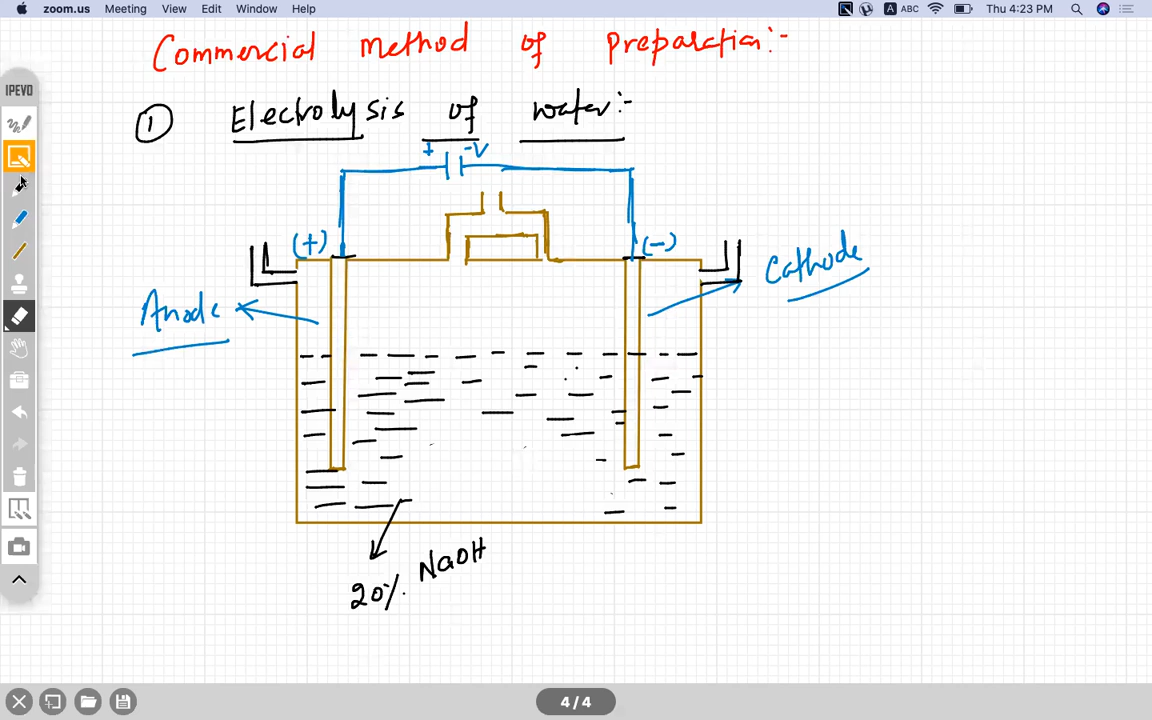 zoom.us Meeting View Edit Window Help A ABC Thu 4:23 PM
Commercial method of preparation:-
IPEVO
① Electrolysis of water:-
+ -V
(+) (-)
Cathode
Anode
20% NaOH
4/4